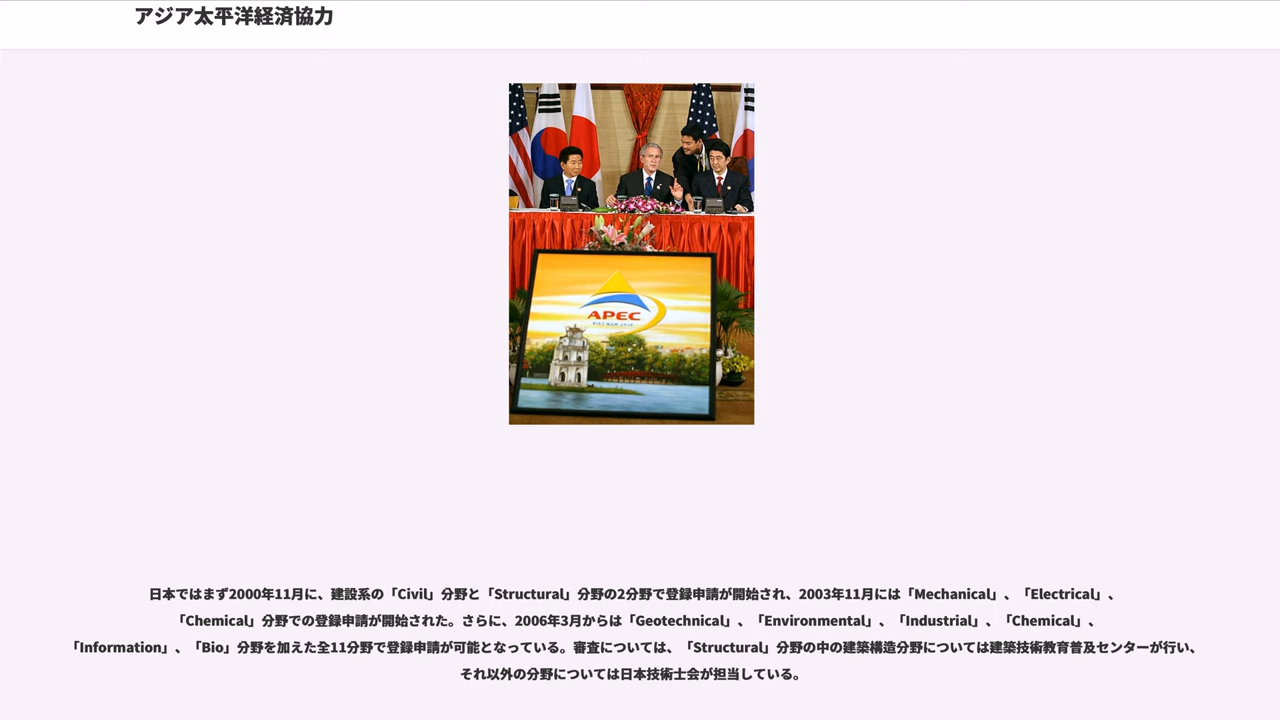 アジア太平洋経済協力
APEC
VIET NAM 2006
日本ではまず2000年11月に、建設系の「Civil」分野と「Structural」分野の2分野で登録申請が開始され、2003年11月には「Mechanical」、「Electrical」、
「Chemical」分野での登録申請が開始された。さらに、2006年3月からは「Geotechnical」、「Environmental」、「Industrial」、「Chemical」、
「Information」、「Bio」分野を加えた全11分野で登録申請が可能となっている。審査については、「Structural」分野の中の建築構造分野については建築技術教育普及センターが行い、
それ以外の分野については日本技術士会が担当している。